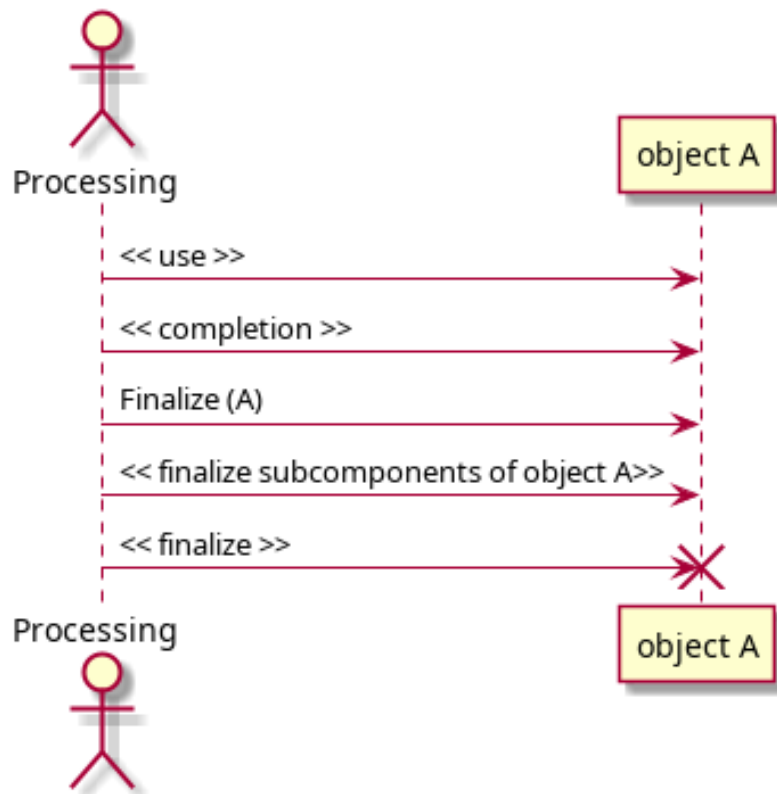 Processing
object A
<< use >>
<< completion >>
Finalize (A)
<< finalize subcomponents of object A>>
<< finalize >>
Processing
object A